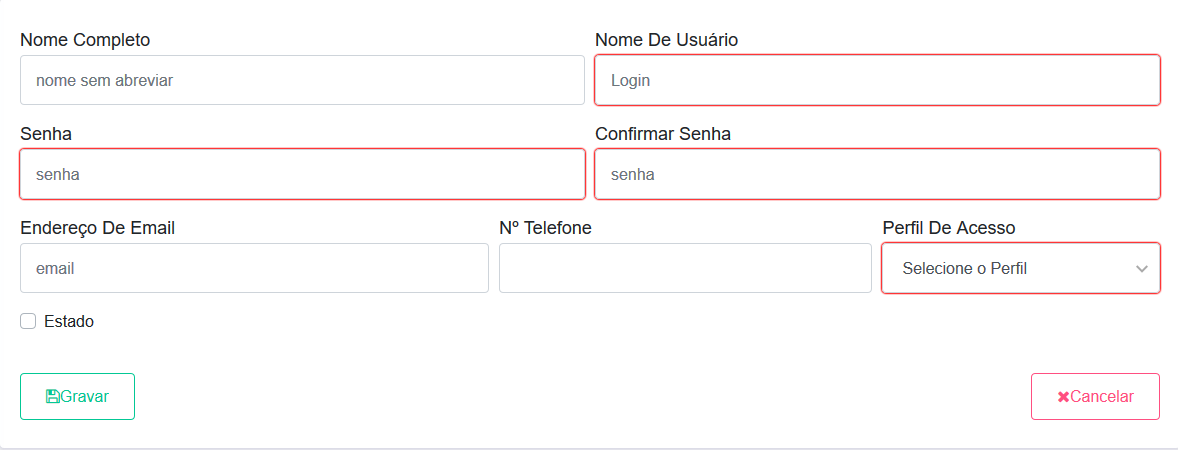 Nome Completo
Nome De Usuário
nome sem abreviar
Login
Senha
Confirmar Senha
senha
senha
Endereço De Email
Nº Telefone
Perfil De Acesso
email
Selecione o Perfil
Estado
Gravar
Cancelar